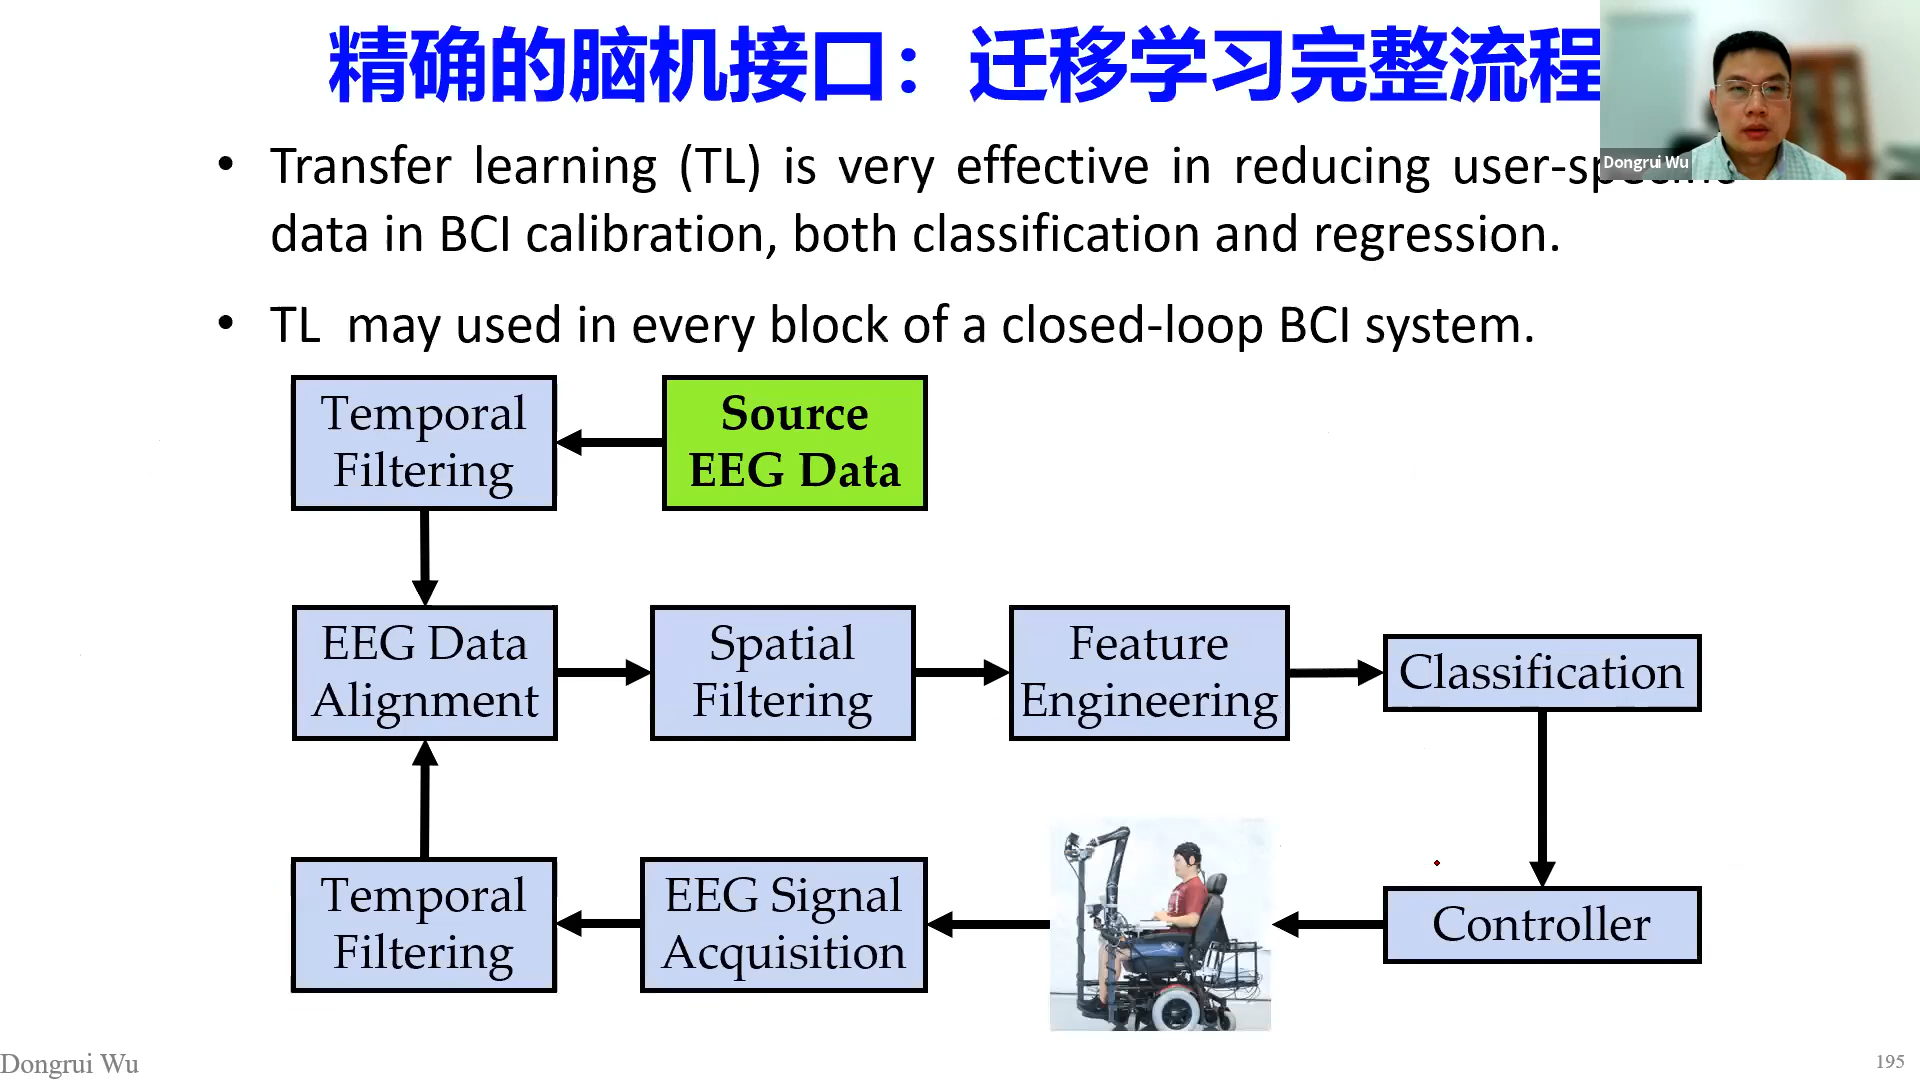 精确的脑机接口：迁移学习完整流程
Dongrui Wu
• Transfer learning (TL) is very effective in reducing
data in BCI calibration, both classification and regression.
• TL may used in every block of a closed-loop BCI system.
Temporal
Filtering
Source
EEG Data
EEG Data
Alignment
Spatial
Filtering
Feature
Engineering
Classification
Temporal
Filtering
EEG Signal
Acquisition
Controller
Dongrui Wu
195